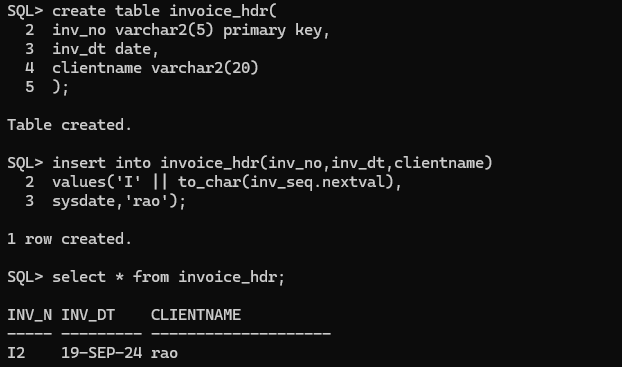 SQL> create table invoice_hdr(
  2  inv_no varchar2(5) primary key,
  3  inv_dt date,
  4  clientname varchar2(20)
  5  );
Table created.
SQL> insert into invoice_hdr(inv_no,inv_dt,clientname)
  2  values('I' || to_char(inv_seq.nextval),
  3  sysdate,'rao');
1 row created.
SQL> select * from invoice_hdr;
INV_N INV_DT    CLIENTNAME
----- --------- --------------------
I2    19-SEP-24 rao